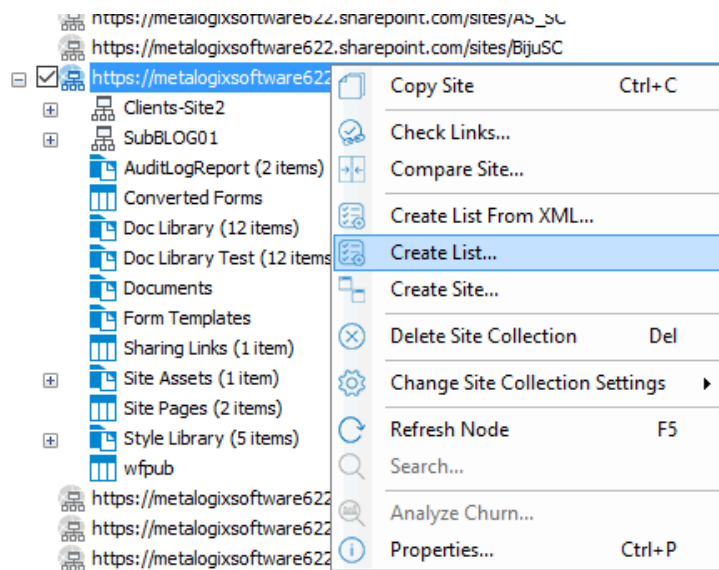 https://metalogixsoftware622.sharepoint.com/sites/AS_SC
https://metalogixsoftware622.sharepoint.com/sites/BijuSC
https://metalogixsoftware622
Clients-Site2
SubBLOG01
AuditLogReport (2 items)
Converted Forms
Doc Library (12 items)
Doc Library Test (12 items
Documents
Form Templates
Sharing Links (1 item)
Site Assets (1 item)
Site Pages (2 items)
Style Library (5 items)
wfpub
https://metalogixsoftware622
https://metalogixsoftware622
https://metalogixsoftware622
Copy Site Ctrl+C
Check Links...
Compare Site...
Create List From XML...
Create List...
Create Site...
Delete Site Collection Del
Change Site Collection Settings
Refresh Node F5
Search...
Analyze Churn...
Properties... Ctrl+P